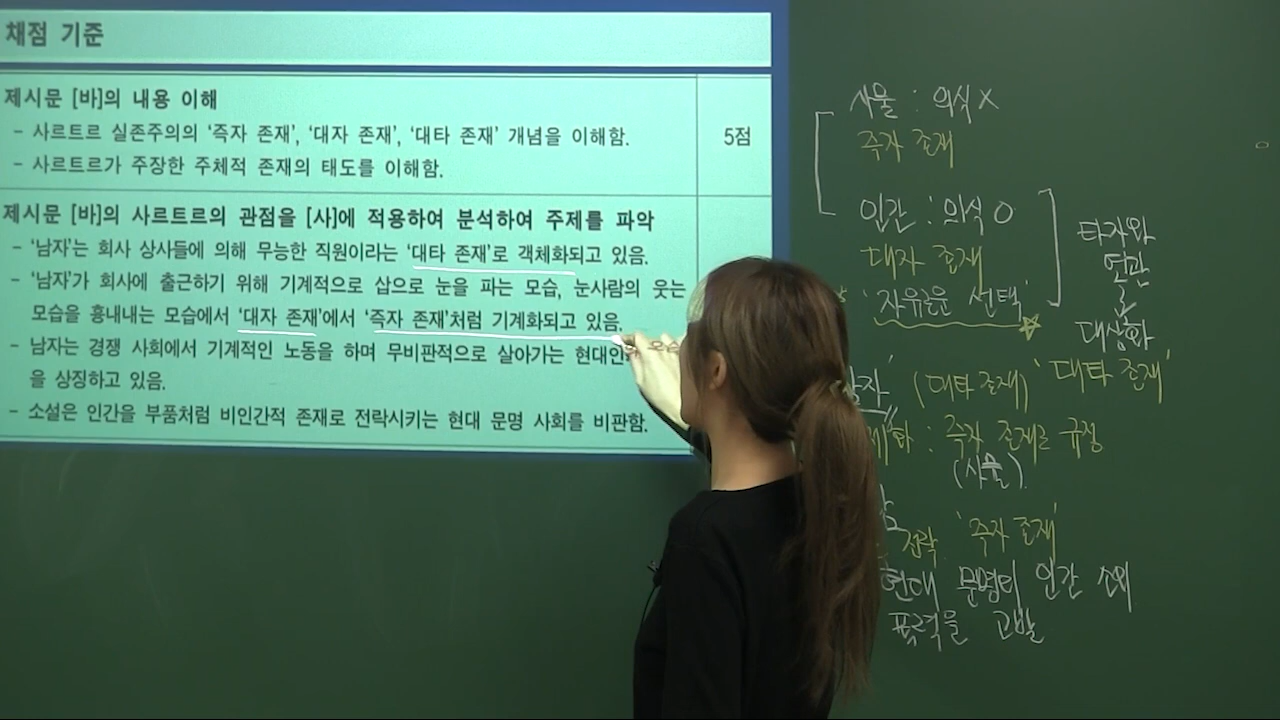 채점 기준
제시문 [바]의 내용 이해
- 사르트르 실존주의의 '즉자 존재', '대자 존재', '대타 존재' 개념을 이해함.
- 사르트르가 주장한 주체적 존재의 태도를 이해함.
5점
제시문 [바]의 사르트르의 관점을 [사]에 적용하여 분석하여 주제를 파악
- '남자'는 회사 상사들에 의해 무능한 직원이라는 '대타 존재'로 객체화되고 있음.
- '남자'가 회사에 출근하기 위해 기계적으로 삽으로 눈을 파는 모습, 눈사람의 웃는
모습을 흉내내는 모습에서 '대자 존재'에서 '즉자 존재'처럼 기계화되고 있음.
- 남자는 경쟁 사회에서 기계적인 노동을 하며 무비판적으로 살아가는 현대인
을 상징하고 있음.
- 소설은 인간을 부품처럼 비인간적 존재로 전락시키는 현대 문명 사회를 비판함.
사물 : 의식 X
즉자 존재
인간 : 의식 O
대자 존재
'자유로운 선택'
타자와
연관
대상화
'대타 존재'
(대타 존재)
: 즉자 존재로 규정
(사물)
전락 '즉자 존재'
현대 문명의 인간 소외
폭력을 고발